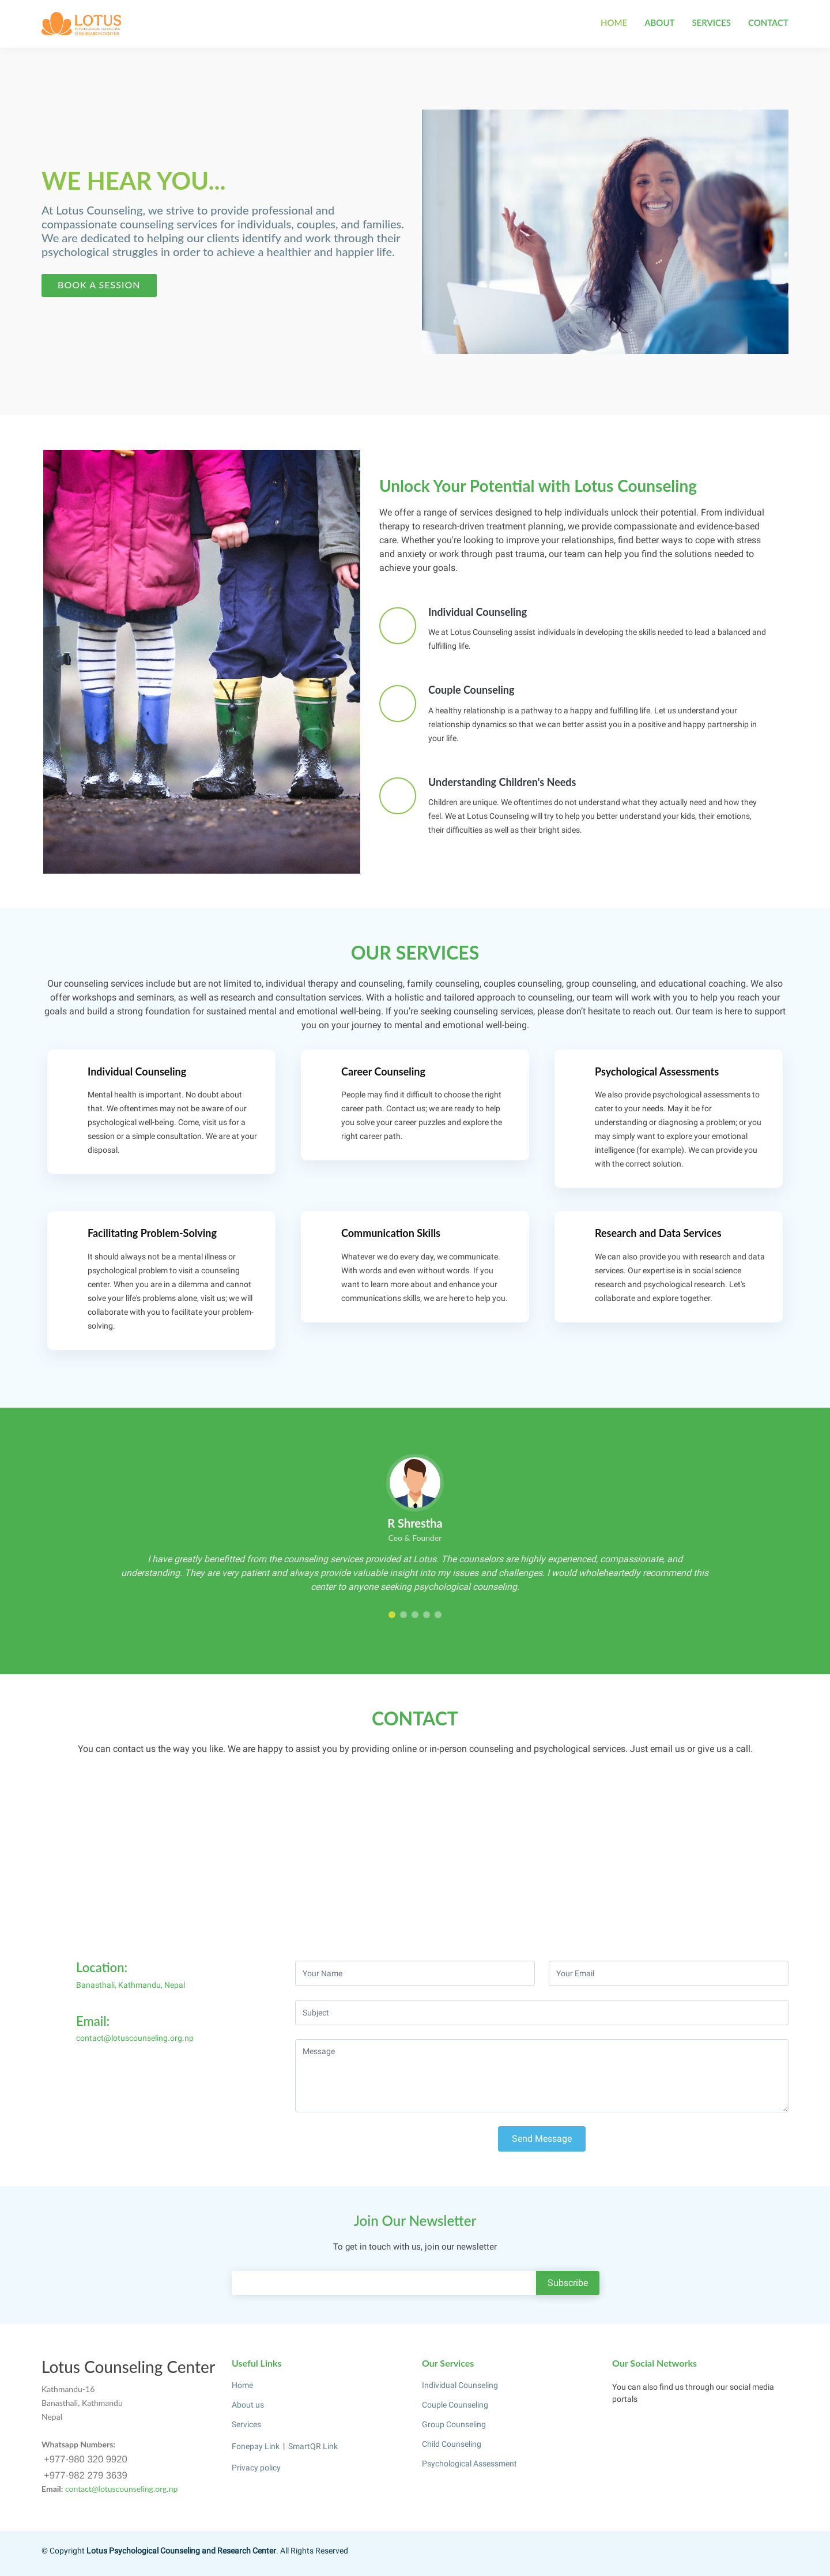 LOTUS
PSYCHOLOGICAL COUNSELING
& RESEARCH CENTER
HOME ABOUT SERVICES CONTACT
WE HEAR YOU...
At Lotus Counseling, we strive to provide professional and
compassionate counseling services for individuals, couples, and families.
We are dedicated to helping our clients identify and work through their
psychological struggles in order to achieve a healthier and happier life.
BOOK A SESSION
Unlock Your Potential with Lotus Counseling
We offer a range of services designed to help individuals unlock their potential. From individual
therapy to research-driven treatment planning, we provide compassionate and evidence-based
care. Whether you're looking to improve your relationships, find better ways to cope with stress
and anxiety or work through past trauma, our team can help you find the solutions needed to
achieve your goals.
Individual Counseling
We at Lotus Counseling assist individuals in developing the skills needed to lead a balanced and
fulfilling life.
Couple Counseling
A healthy relationship is a pathway to a happy and fulfilling life. Let us understand your
relationship dynamics so that we can better assist you in a positive and happy partnership in
your life.
Understanding Children's Needs
Children are unique. We oftentimes do not understand what they actually need and how they
feel. We at Lotus Counseling will try to help you better understand your kids, their emotions,
their difficulties as well as their bright sides.
OUR SERVICES
Our counseling services include but are not limited to, individual therapy and counseling, family counseling, couples counseling, group counseling, and educational coaching. We also
offer workshops and seminars, as well as research and consultation services. With a holistic and tailored approach to counseling, our team will work with you to help you reach your
goals and build a strong foundation for sustained mental and emotional well-being. If you're seeking counseling services, please don't hesitate to reach out. Our team is here to support
you on your journey to mental and emotional well-being.
Individual Counseling
Mental health is important. No doubt about
that. We oftentimes may not be aware of our
psychological well-being. Come, visit us for a
session or a simple consultation. We are at your
disposal.
Career Counseling
People may find it difficult to choose the right
career path. Contact us; we are ready to help
you solve your career puzzles and explore the
right career path.
Psychological Assessments
We also provide psychological assessments to
cater to your needs. May it be for
understanding or diagnosing a problem; or you
may simply want to explore your emotional
intelligence (for example). We can provide you
with the correct solution.
Facilitating Problem-Solving
It should always not be a mental illness or
psychological problem to visit a counseling
center. When you are in a dilemma and cannot
solve your life's problems alone, visit us; we will
collaborate with you to facilitate your problem-
solving.
Communication Skills
Whatever we do every day, we communicate.
With words and even without words. If you
want to learn more about and enhance your
communications skills, we are here to help you.
Research and Data Services
We can also provide you with research and data
services. Our expertise is in social science
research and psychological research. Let's
collaborate and explore together.
R Shrestha
Ceo & Founder
I have greatly benefitted from the counseling services provided at Lotus. The counselors are highly experienced, compassionate, and
understanding. They are very patient and always provide valuable insight into my issues and challenges. I would wholeheartedly recommend this
center to anyone seeking psychological counseling.
CONTACT
You can contact us the way you like. We are happy to assist you by providing online or in-person counseling and psychological services. Just email us or give us a call.
Location:
Banasthali, Kathmandu, Nepal
Email:
contact@lotuscounseling.org.np
Your Name
Your Email
Subject
Message
Send Message
Join Our Newsletter
To get in touch with us, join our newsletter
Subscribe
Lotus Counseling Center
Kathmandu-16
Banasthali, Kathmandu
Nepal
Whatsapp Numbers:
+977-980 320 9920
+977-982 279 3639
Email: contact@lotuscounseling.org.np
Useful Links
Home
About us
Services
Fonepay Link | SmartQR Link
Privacy policy
Our Services
Individual Counseling
Couple Counseling
Group Counseling
Child Counseling
Psychological Assessment
Our Social Networks
You can also find us through our social media
portals
© Copyright Lotus Psychological Counseling and Research Center. All Rights Reserved